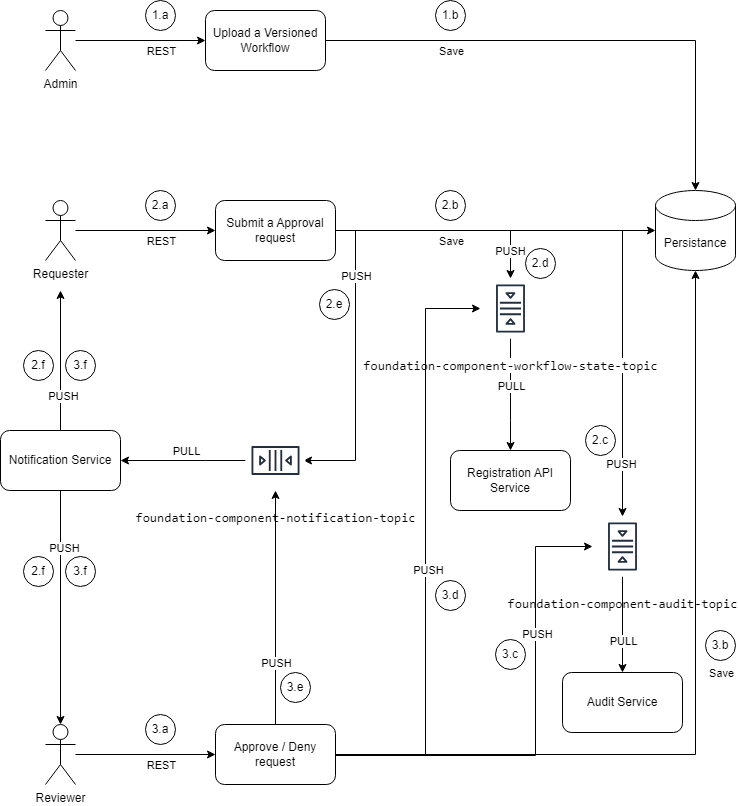 1.a
1.b
REST
Upload a Versioned
Workflow
Save
Admin
2.a
2.b
REST
Submit a Approval
request
Save
Persistance
Requester
PUSH
2.d
PUSH
2.e
2.f
3.f
PUSH
foundation-component-workflow-state-topic
PULL
2.c
PUSH
Notification Service
PULL
Registration API
Service
foundation-component-notification-topic
PUSH
2.f
3.f
PUSH
3.d
foundation-component-audit-topic
PUSH
3.c
PULL
3.b
Save
PUSH
3.e
Audit Service
3.a
REST
Approve / Deny
request
Reviewer